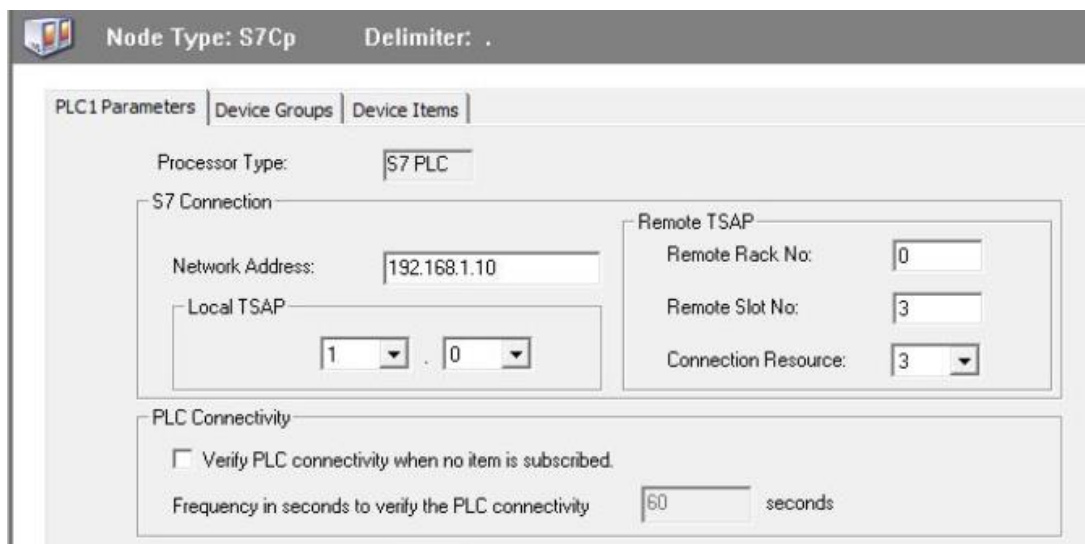 Node Type: S7Cp Delimiter: .
PLC1 Parameters Device Groups Device Items
Processor Type: S7 PLC
S7 Connection
Remote TSAP
Network Address: 192.168.1.10
Remote Rack No: 0
Local TSAP
1 . 0
Remote Slot No: 3
Connection Resource: 3
PLC Connectivity
Verify PLC connectivity when no item is subscribed.
Frequency in seconds to verify the PLC connectivity 60 seconds